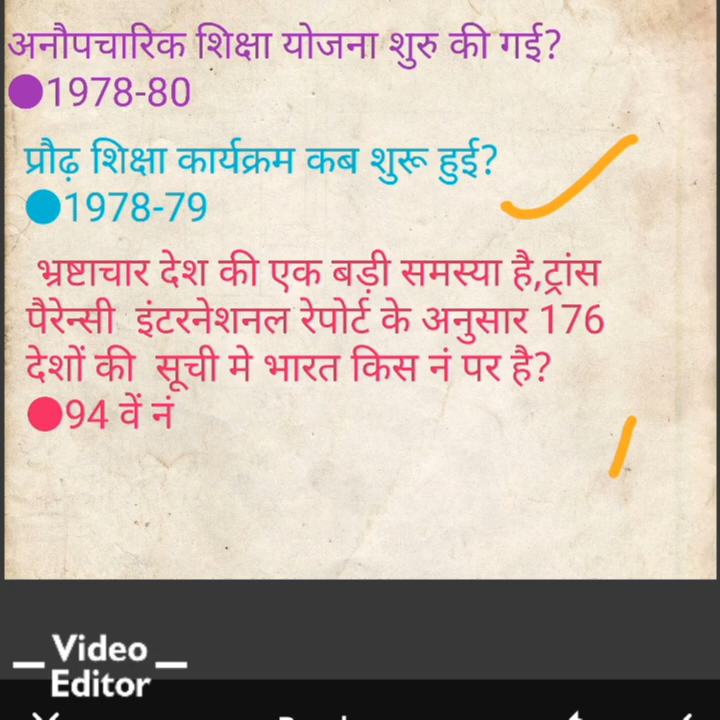 अनौपचारिक शिक्षा योजना शुरु की गई?
●1978-80
प्रौढ़ शिक्षा कार्यक्रम कब शुरू हुई?
●1978-79
भ्रष्टाचार देश की एक बड़ी समस्या है,ट्रांस
पैरेन्सी इंटरनेशनल रेपोर्ट के अनुसार 176
देशों की सूची मे भारत किस नं पर है?
●94 वें नं
Video
Editor